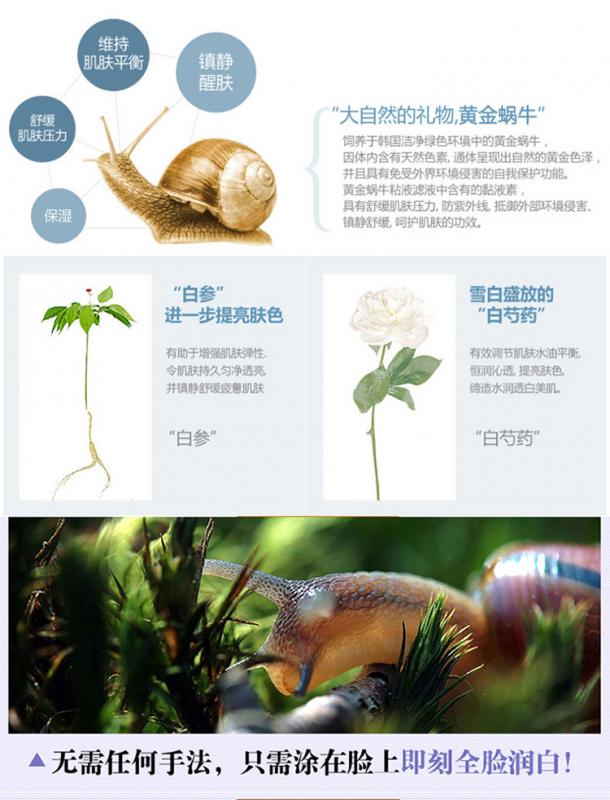 维持
肌肤平衡
镇静
醒肤
舒缓
肌肤压力
保湿
“大自然的礼物,黄金蜗牛”
饲养于韩国洁净绿色环境中的黄金蜗牛，
因体内含有天然色素, 通体呈现出自然的黄金色泽，
并且具有免受外界环境侵害的自我保护功能。
黄金蜗牛粘液滤液中含有的黏液素，
具有舒缓肌肤压力, 防紫外线, 抵御外部环境侵害、
镇静舒缓, 呵护肌肤的功效。
“白参”
进一步提亮肤色
有助于增强肌肤弹性.
令肌肤持久匀净透亮,
并镇静舒缓疲惫肌肤
“白参”
雪白盛放的
“白芍药”
有效调节肌肤水油平衡,
恒润沁透, 提亮肤色,
缔造水润透白美肌。
“白芍药”
▲无需任何手法，只需涂在脸上即刻全脸润白！